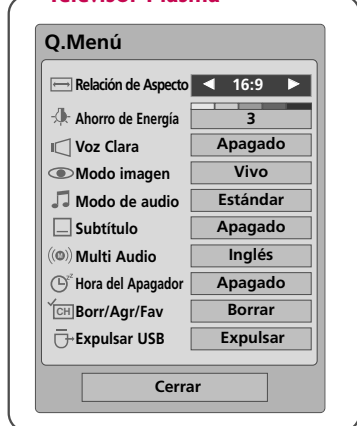 Televisor Plasma
Q.Menú
Relación de Aspecto ◄ 16:9 ►
Ahorro de Energía 3
Voz Clara Apagado
Modo imagen Vivo
Modo de audio Estándar
Subtítulo Apagado
Multi Audio Inglés
Hora del Apagador Apagado
CH Borr/Agr/Fav Borrar
Expulsar USB Expulsar
Cerrar